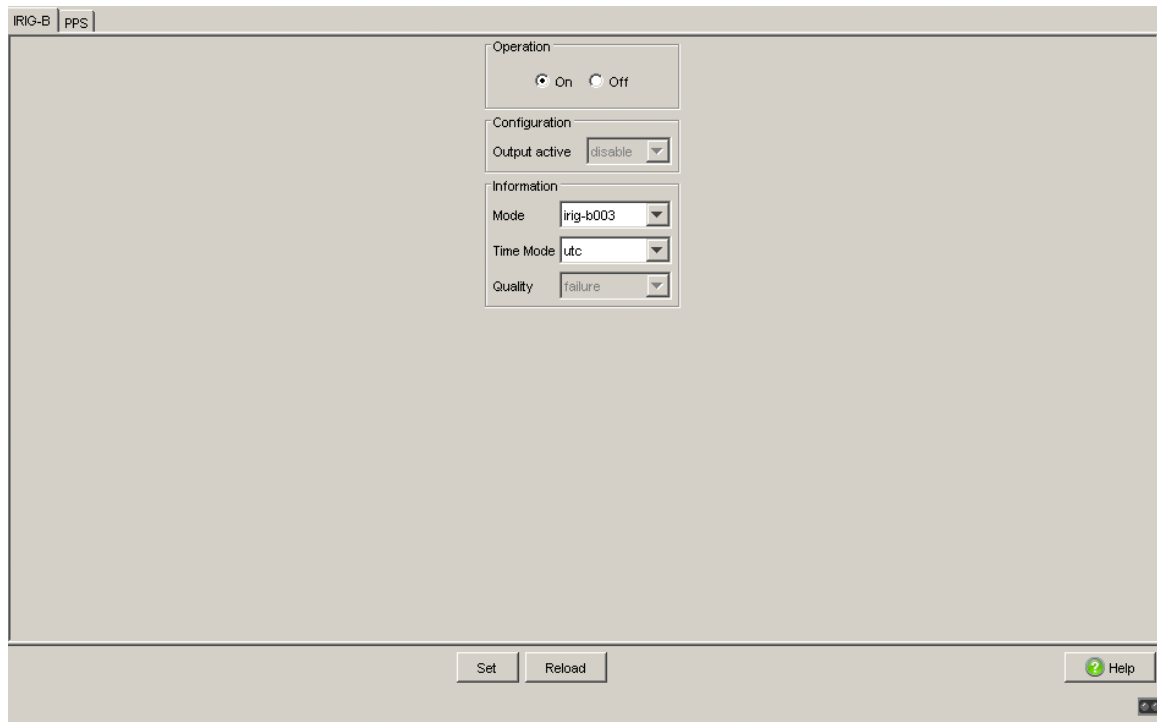 IRIG-B PPS
Operation
On Off
Configuration
Output active disable
Information
Mode irig-b003
Time Mode utc
Quality failure
Set Reload Help